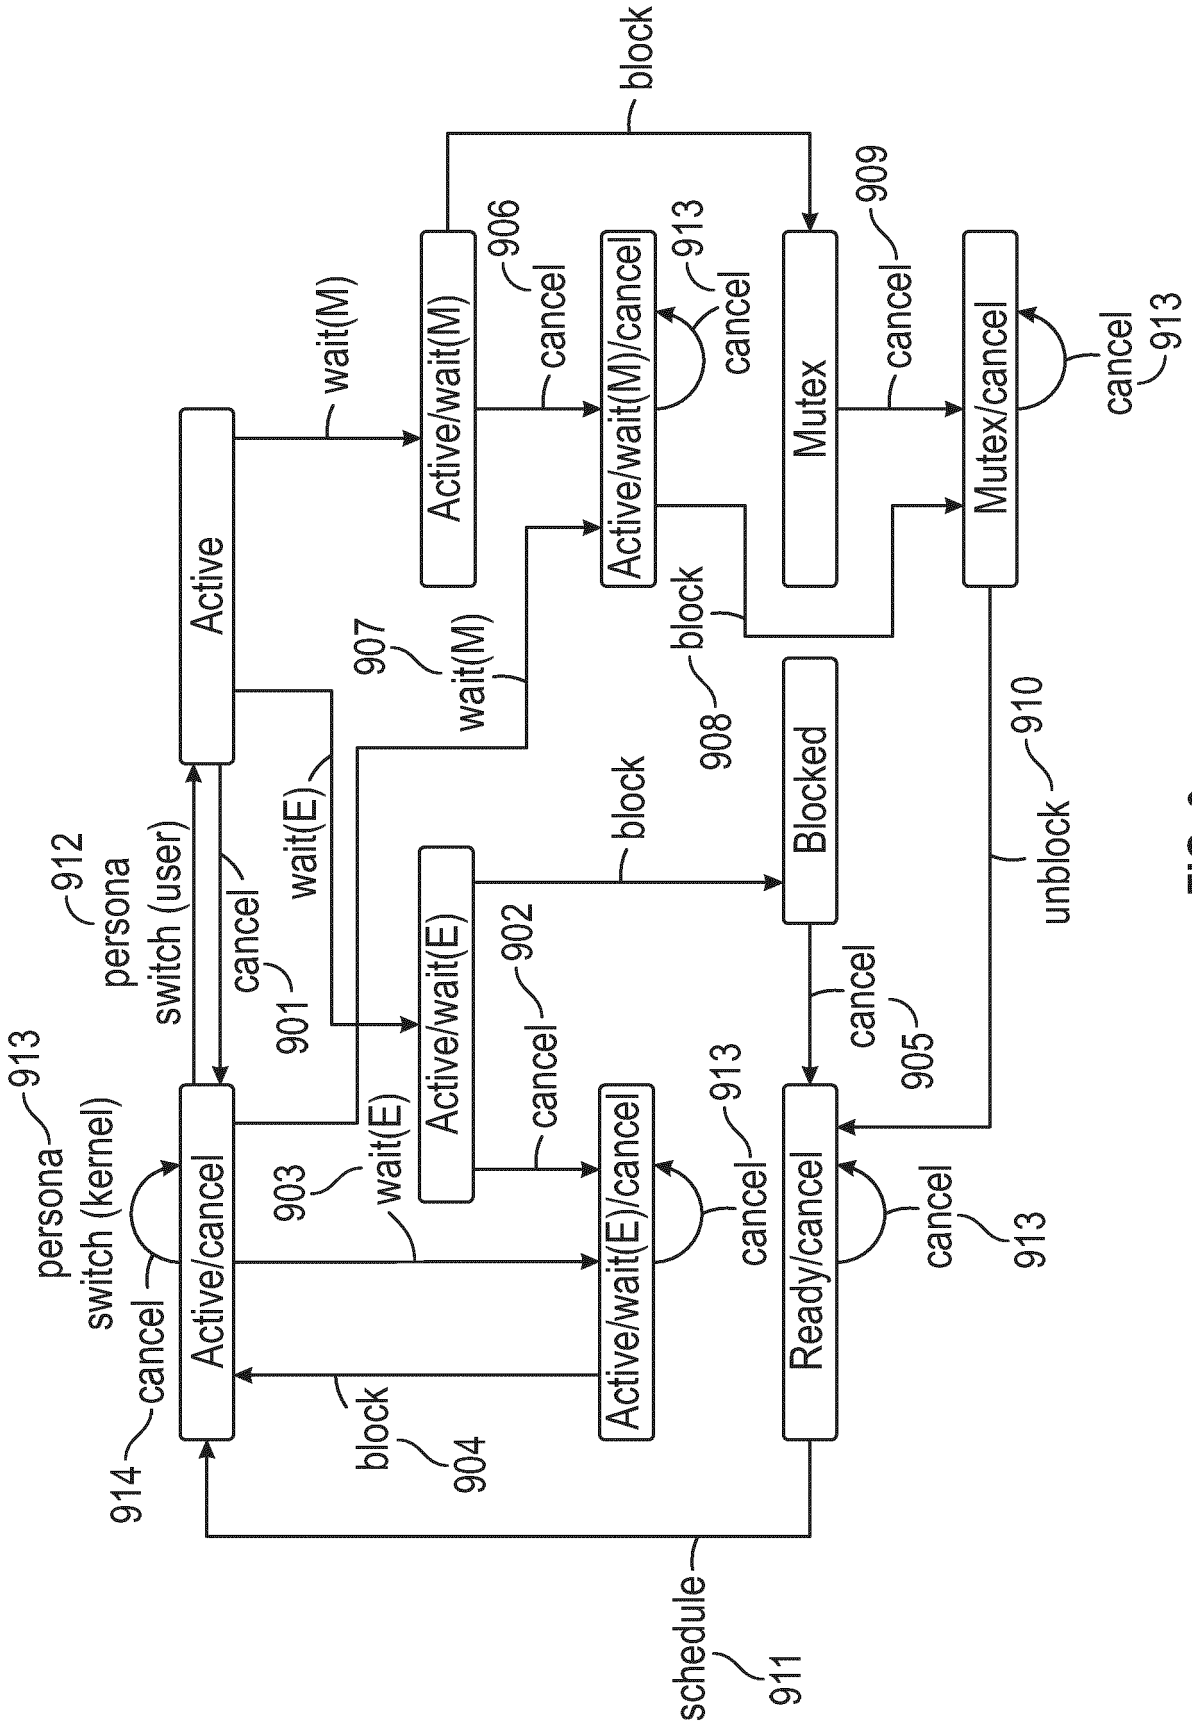 913
persona
switch (kernel)
912
persona
switch (user)
914
cancel
Active/cancel
Active
cancel
901
903
wait(E)
wait(E)
wait(M)
block
904
907
wait(M)
Active/wait(E)
Active/wait(M)
902
cancel
906
cancel
Active/wait(E)/cancel
Active/wait(M)/cancel
block
block
schedule
911
block
908
913
cancel
913
cancel
Ready/cancel
Blocked
Mutex
cancel
905
909
cancel
cancel
913
Mutex/cancel
910
unblock
cancel
913